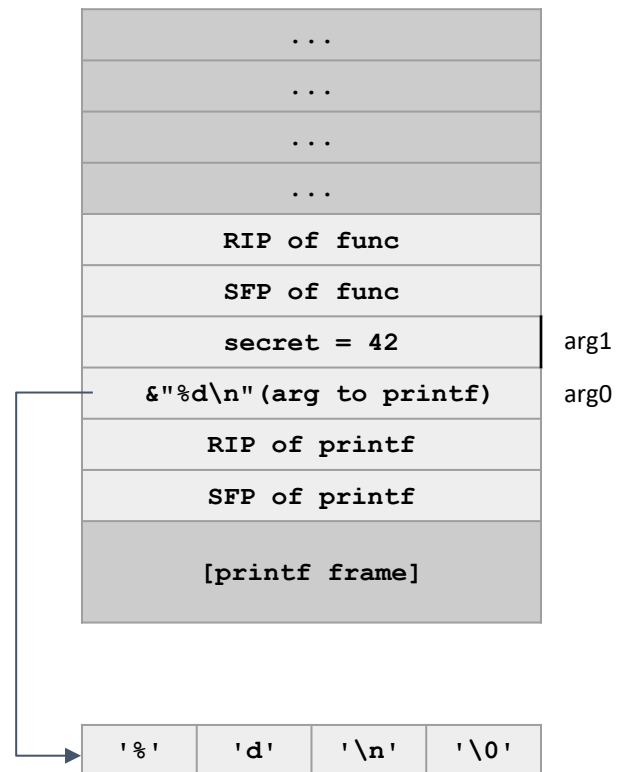 ...
...
...
...
RIP of func
SFP of func
secret = 42 arg1
&"%d\n"(arg to printf) arg0
RIP of printf
SFP of printf
[printf frame]
'%' 'd' '\n' '\0'